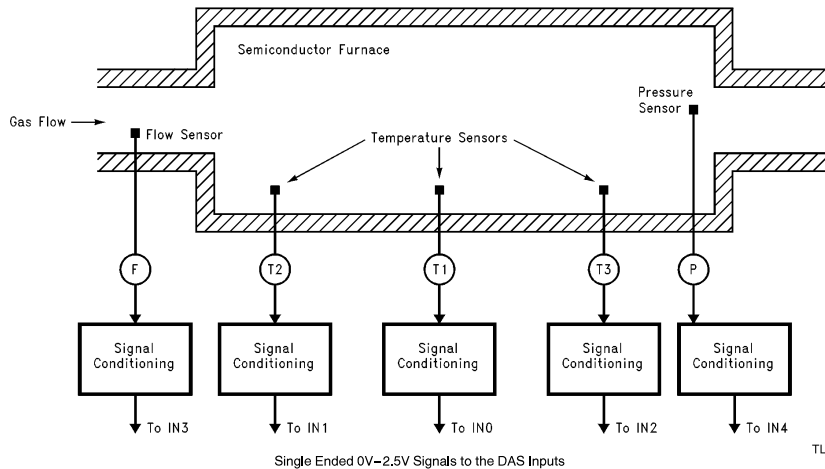 Semiconductor Furnace
Pressure
Sensor
Gas Flow
Flow Sensor
Temperature Sensors
F
T2
T1
T3
P
Signal
Conditioning
Signal
Conditioning
Signal
Conditioning
Signal
Conditioning
Signal
Conditioning
To IN3
To IN1
To IN0
To IN2
To IN4
TL
Single Ended 0V–2.5V Signals to the DAS Inputs